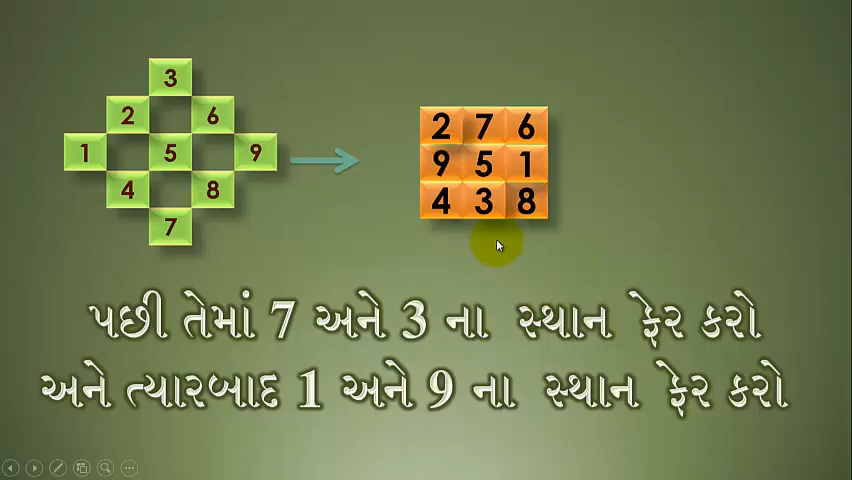 3
2 6
1 5 9
4 8
7
2 7 6
9 5 1
4 3 8
પછી તેમાં 7 અને 3 ના સ્થાન ફેર કરો
અને ત્યારબાદ 1 અને 9 ના સ્થાન ફેર કરો